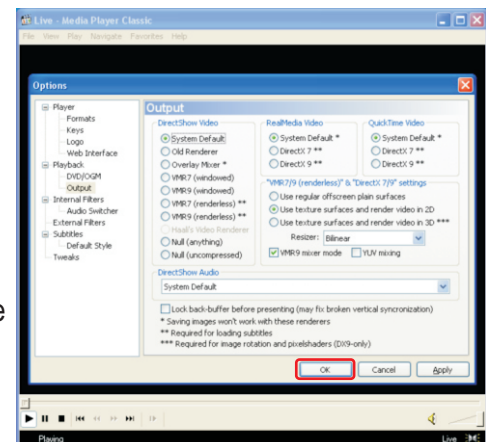 Live - Media Player Classic
File View Play Navigate Favorites Help
Options
Player
Formats
Keys
Logo
Web Interface
Playback
DVD/OGM
Output
Internal Filters
Audio Switcher
External Filters
Subtitles
Default Style
Tweaks
Output
DirectShow Video
System Default
Old Renderer
Overlay Mixer *
VMR7 (windowed)
VMR9 (windowed)
VMR7 (renderless) **
VMR9 (renderless) **
Haali's Video Renderer
Null (anything)
Null (uncompressed)
RealMedia Video
System Default *
DirectX 7 **
DirectX 9 **
QuickTime Video
System Default *
DirectX 7 **
DirectX 9 **
"VMR7/9 (renderless)" & "DirectX 7/9" settings
Use regular offscreen plain surfaces
Use texture surfaces and render video in 2D
Use texture surfaces and render video in 3D ***
Resizer: Bilinear
VMR9 mixer mode YUV mixing
DirectShow Audio
System Default
Lock back-buffer before presenting (may fix broken vertical syncronization)
* Saving images won't work with these renderers
** Required for loading subtitles
*** Required for image rotation and pixelshaders (DX9-only)
OK Cancel Apply
e
Playing
Live